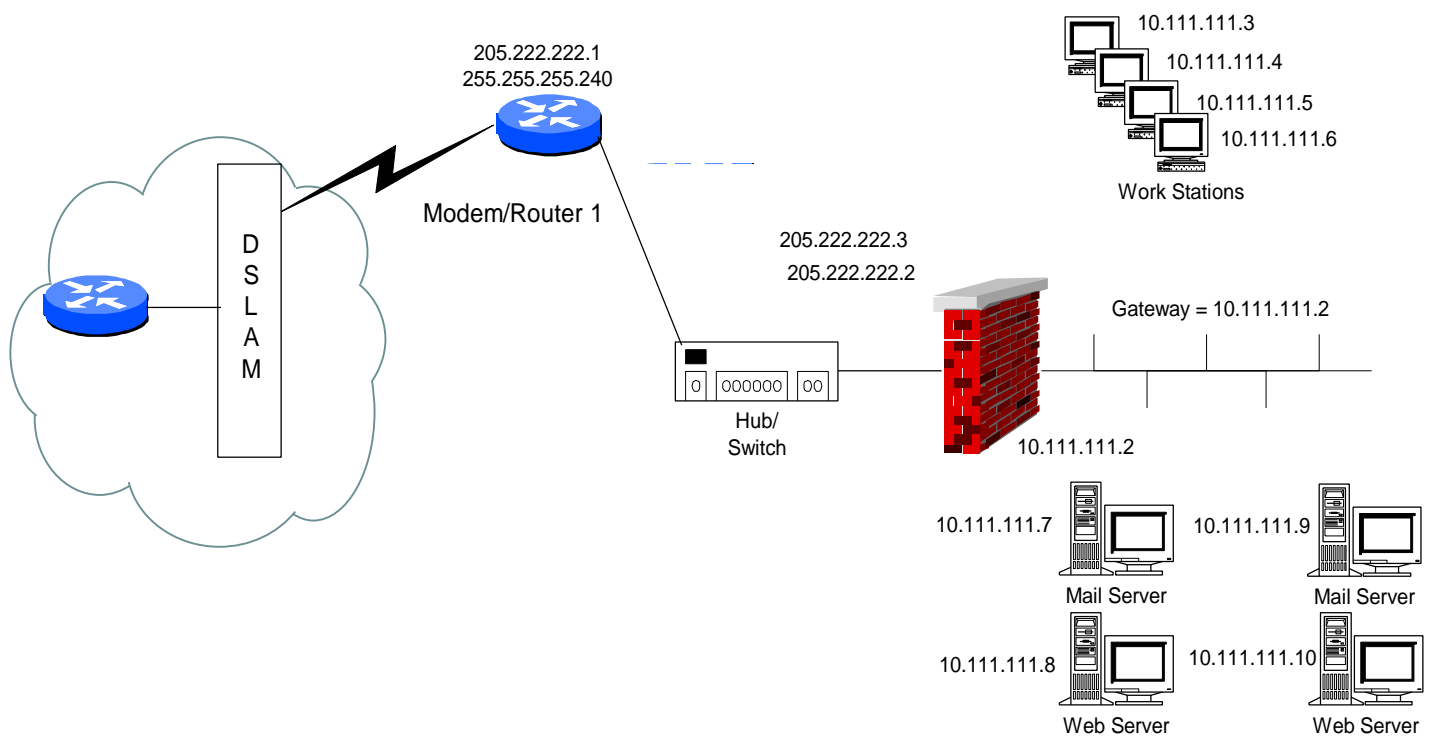 205.222.222.1
255.255.255.240
Modem/Router 1
D
S
L
A
M
205.222.222.3
205.222.222.2
0 000000 00
Hub/
Switch
10.111.111.3
10.111.111.4
10.111.111.5
10.111.111.6
Work Stations
Gateway = 10.111.111.2
10.111.111.2
10.111.111.7
Mail Server
10.111.111.9
Mail Server
10.111.111.8
Web Server
10.111.111.10
Web Server